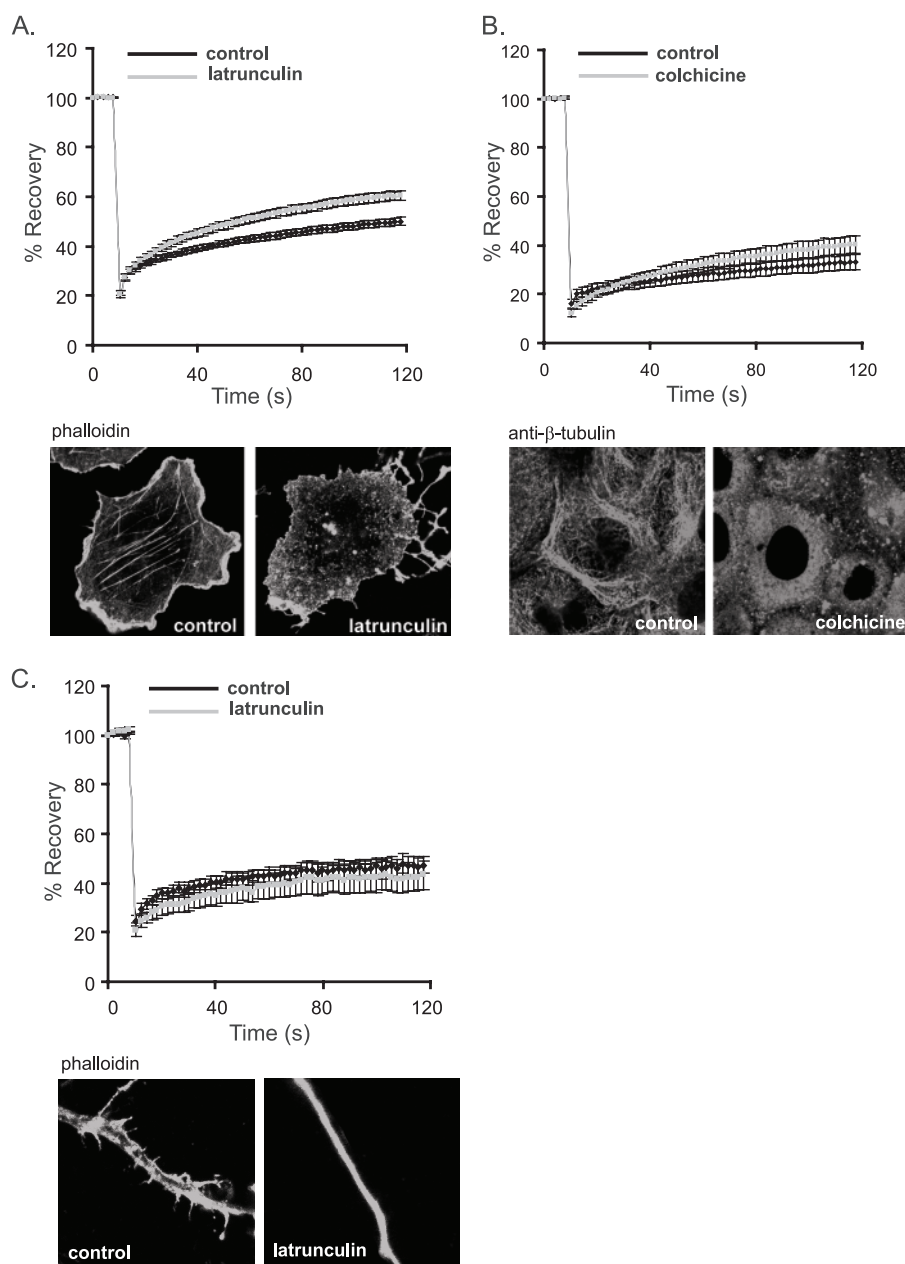 A.
control
latrunculin
120
100
80
60
40
20
0
% Recovery
0 40 80 120
Time (s)
phalloidin
control
latrunculin
B.
control
colchicine
120
100
80
60
40
20
0
% Recovery
0 40 80 120
Time (s)
anti-β-tubulin
control
colchicine
C.
control
latrunculin
120
100
80
60
40
20
0
% Recovery
0 40 80 120
Time (s)
phalloidin
control
latrunculin